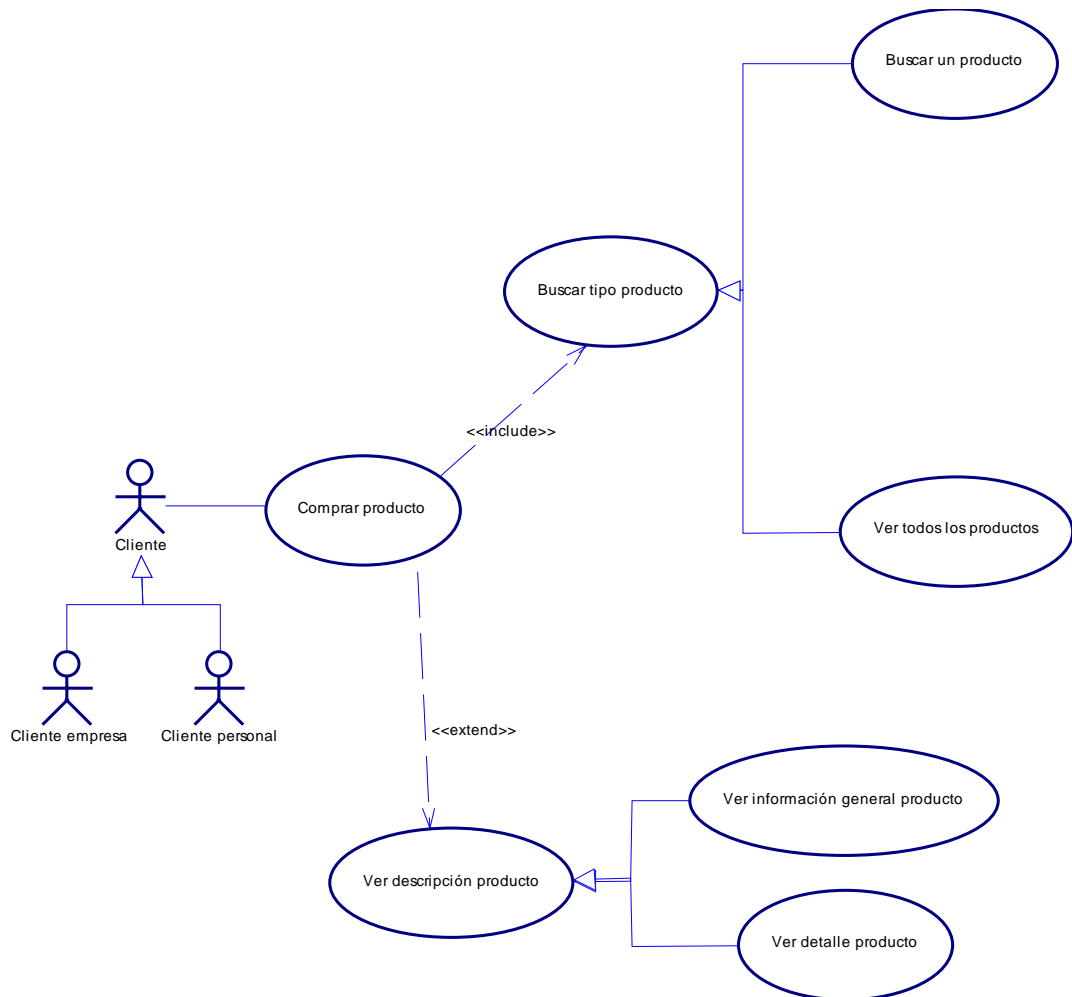 Buscar un producto
Buscar tipo producto
<<include>>
Comprar producto
Ver todos los productos
Cliente
Cliente empresa
Cliente personal
<<extend>>
Ver información general producto
Ver descripción producto
Ver detalle producto